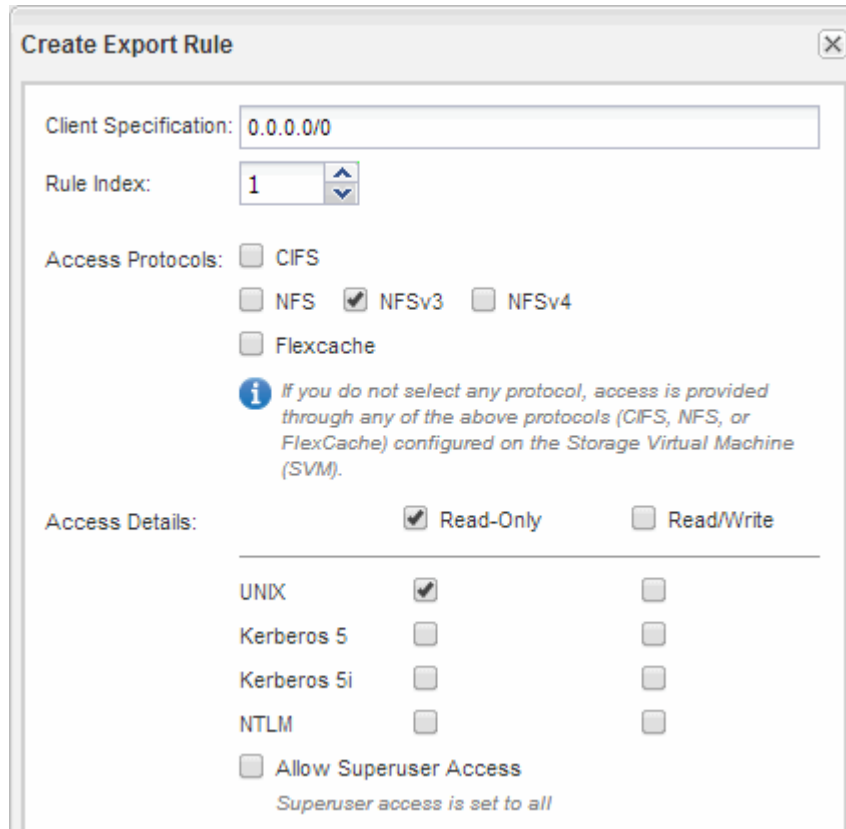 Create Export Rule
Client Specification: 0.0.0.0/0
Rule Index: 1
Access Protocols: CIFS
NFS NFSv3 NFSv4
Flexcache
If you do not select any protocol, access is provided
through any of the above protocols (CIFS, NFS, or
FlexCache) configured on the Storage Virtual Machine
(SVM).
Access Details: Read-Only Read/Write
UNIX
Kerberos 5
Kerberos 5i
NTLM
Allow Superuser Access
Superuser access is set to all